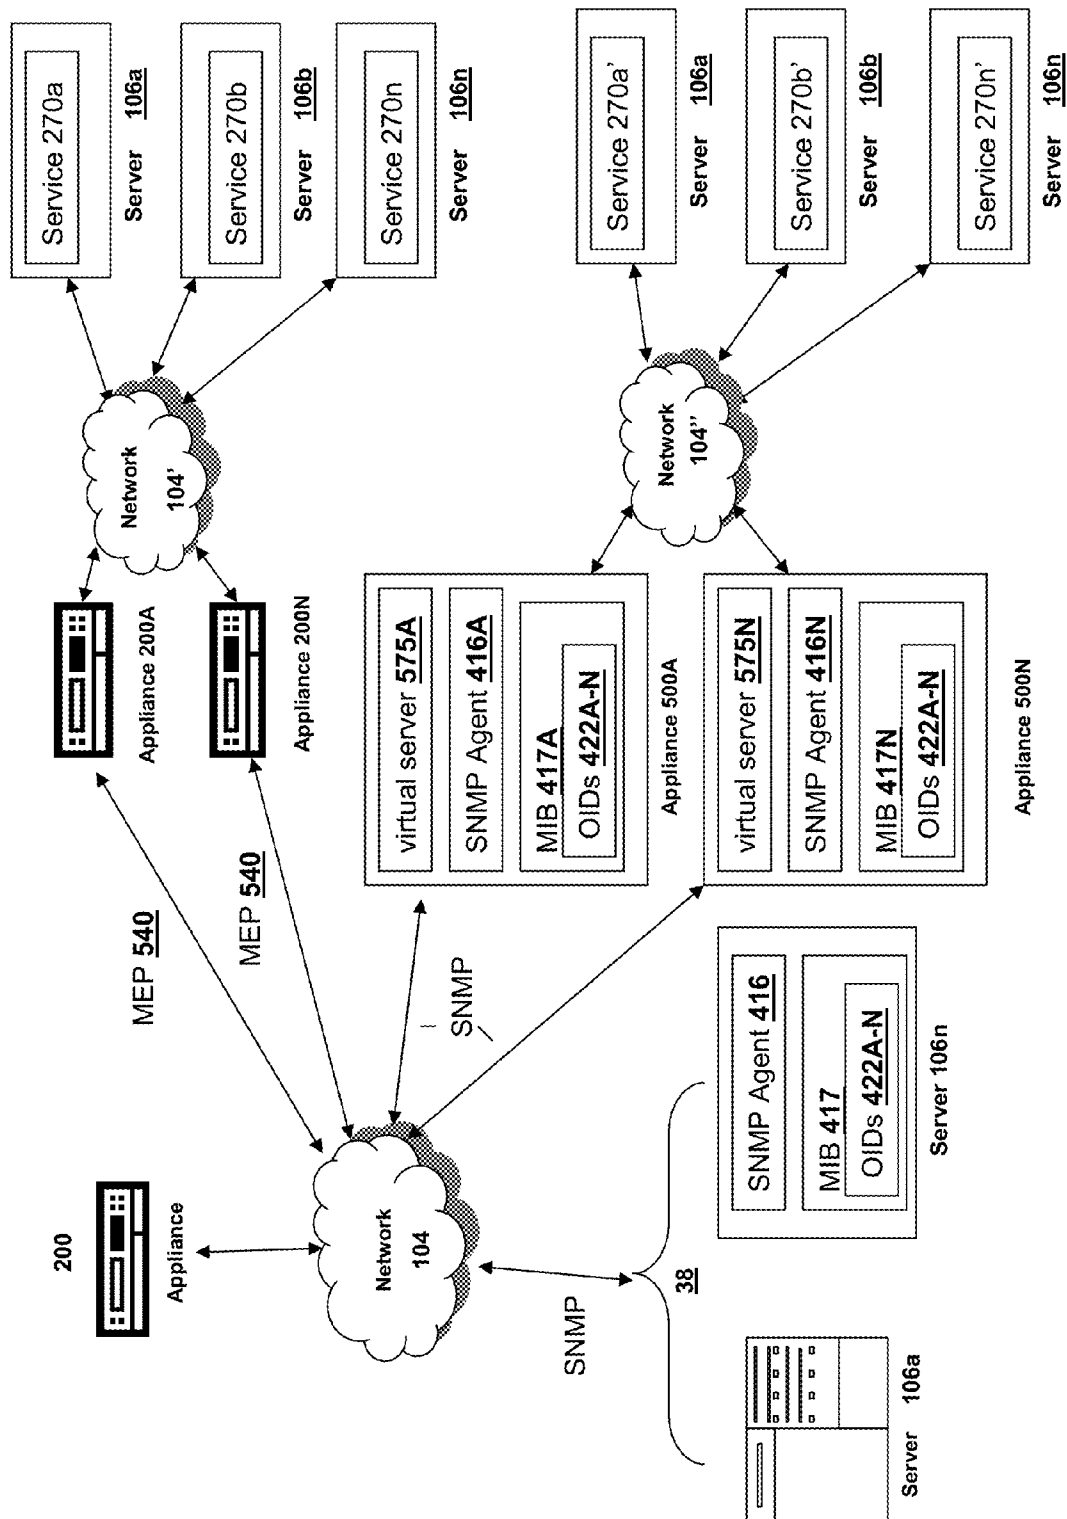 200
Appliance
Network
104
MEP 540
MEP 540
SNMP
SNMP
38
Server 106a
SNMP Agent 416
MIB 417
OIDs 422A-N
Server 106n
Appliance 200A
Appliance 200N
virtual server 575A
SNMP Agent 416A
MIB 417A
OIDs 422A-N
Appliance 500A
virtual server 575N
SNMP Agent 416N
MIB 417N
OIDs 422A-N
Appliance 500N
Network
104'
Network
104''
Service 270a
Server 106a
Service 270b
Server 106b
Service 270n
Server 106n
Service 270a'
Server 106a
Service 270b'
Server 106b
Service 270n'
Server 106n